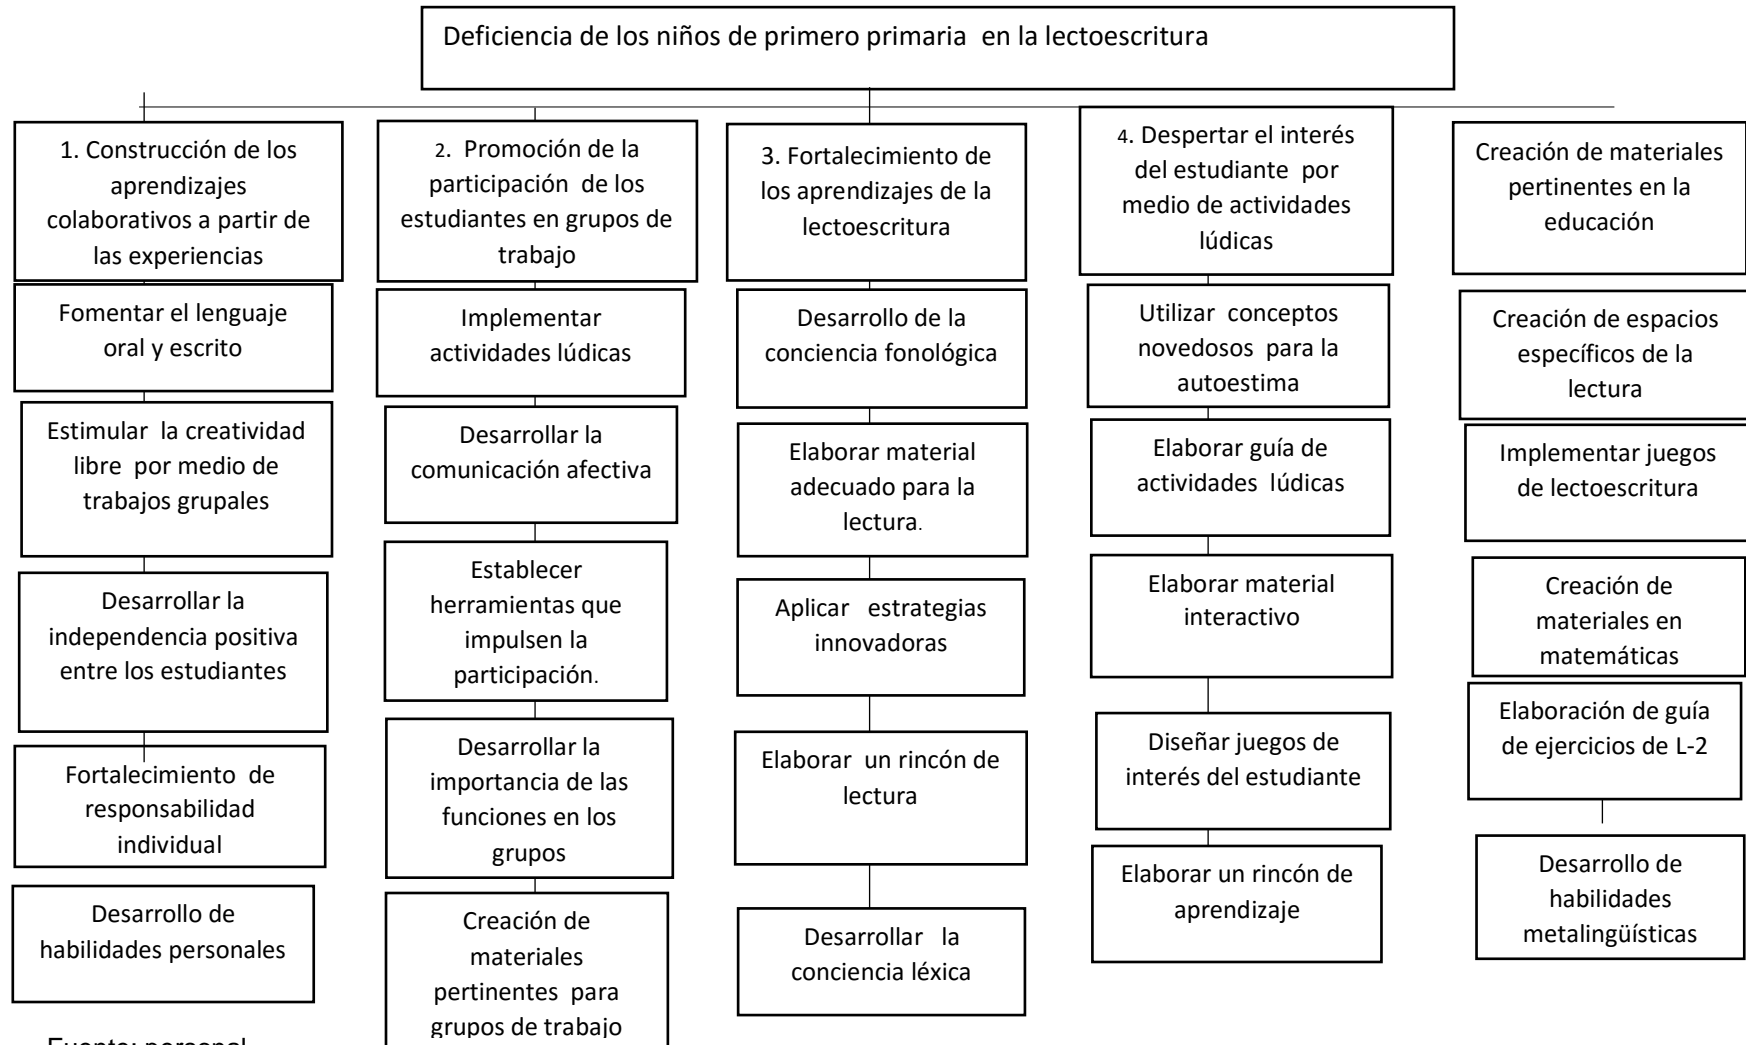 Deficiencia de los niños de primero primaria en la lectoescritura
1. Construcción de los
aprendizajes
colaborativos a partir de
las experiencias
Fomentar el lenguaje
oral y escrito
Estimular la creatividad
libre por medio de
trabajos grupales
Desarrollar la
independencia positiva
entre los estudiantes
Fortalecimiento de
responsabilidad
individual
Desarrollo de
habilidades personales
2. Promoción de la
participación de los
estudiantes en grupos de
trabajo
Implementar
actividades lúdicas
Desarrollar la
comunicación afectiva
Establecer
herramientas que
impulsen la
participación.
Desarrollar la
importancia de las
funciones en los
grupos
Creación de
materiales
pertinentes para
grupos de trabajo
3. Fortalecimiento de
los aprendizajes de la
lectoescritura
Desarrollo de la
conciencia fonológica
Elaborar material
adecuado para la
lectura.
Aplicar estrategias
innovadoras
Elaborar un rincón de
lectura
Desarrollar la
conciencia léxica
4. Despertar el interés
del estudiante por
medio de actividades
lúdicas
Utilizar conceptos
novedosos para la
autoestima
Elaborar guía de
actividades lúdicas
Elaborar material
interactivo
Diseñar juegos de
interés del estudiante
Elaborar un rincón de
aprendizaje
Creación de materiales
pertinentes en la
educación
Creación de espacios
específicos de la
lectura
Implementar juegos
de lectoescritura
Creación de
materiales en
matemáticas
Elaboración de guía
de ejercicios de L-2
Desarrollo de
habilidades
metalingüísticas
Fuente: personal